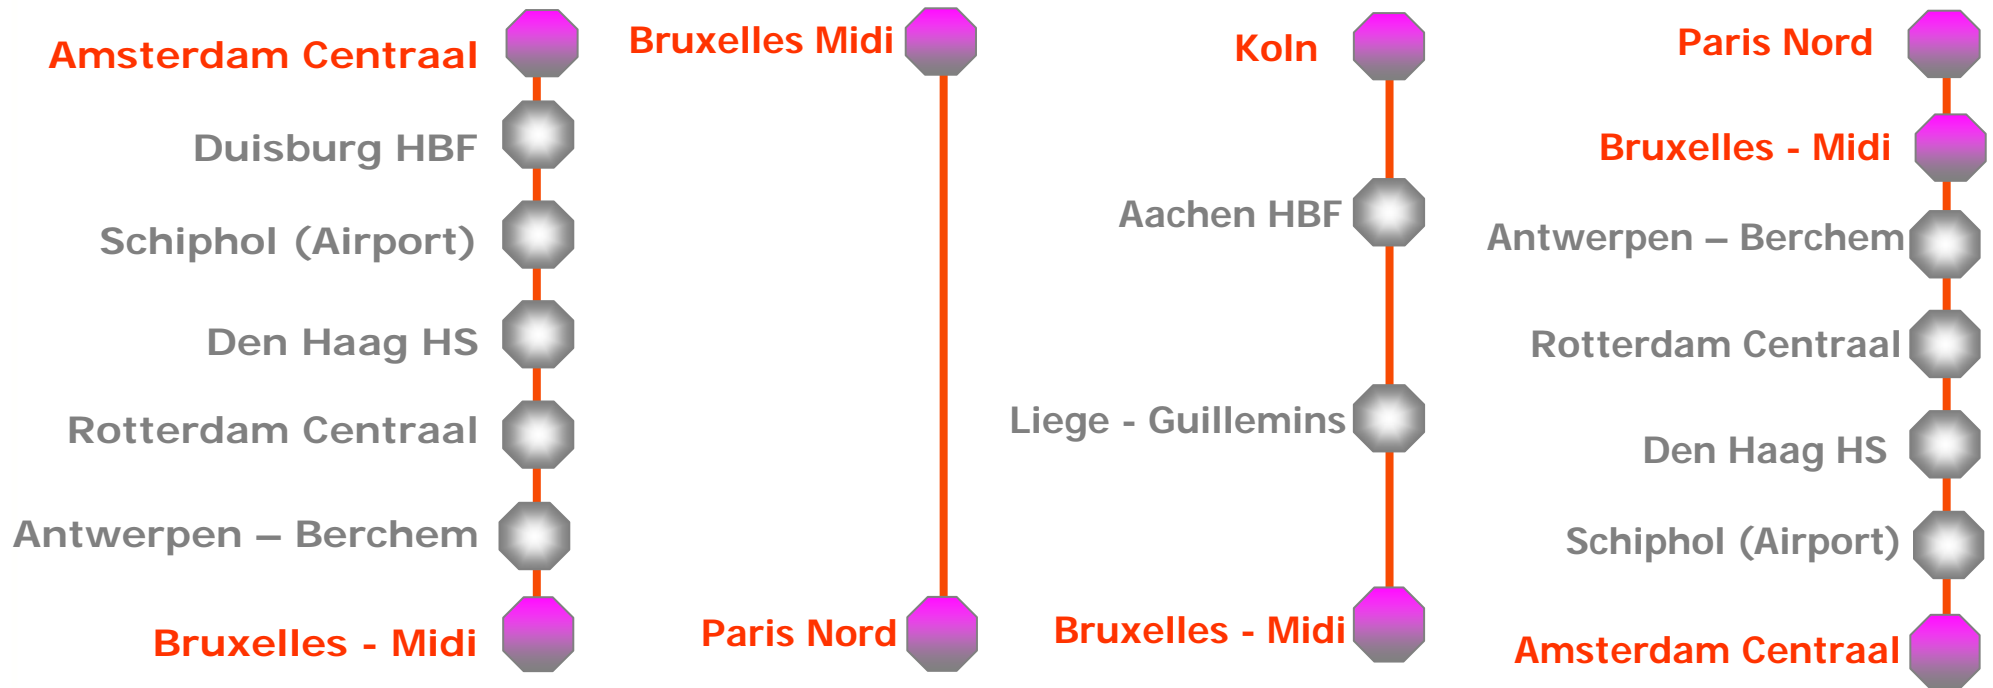 Amsterdam Centraal
Duisburg HBF
Schiphol (Airport)
Den Haag HS
Rotterdam Centraal
Antwerpen – Berchem
Bruxelles - Midi
Bruxelles Midi
Paris Nord
Koln
Aachen HBF
Liege - Guillemins
Bruxelles - Midi
Paris Nord
Bruxelles - Midi
Antwerpen – Berchem
Rotterdam Centraal
Den Haag HS
Schiphol (Airport)
Amsterdam Centraal